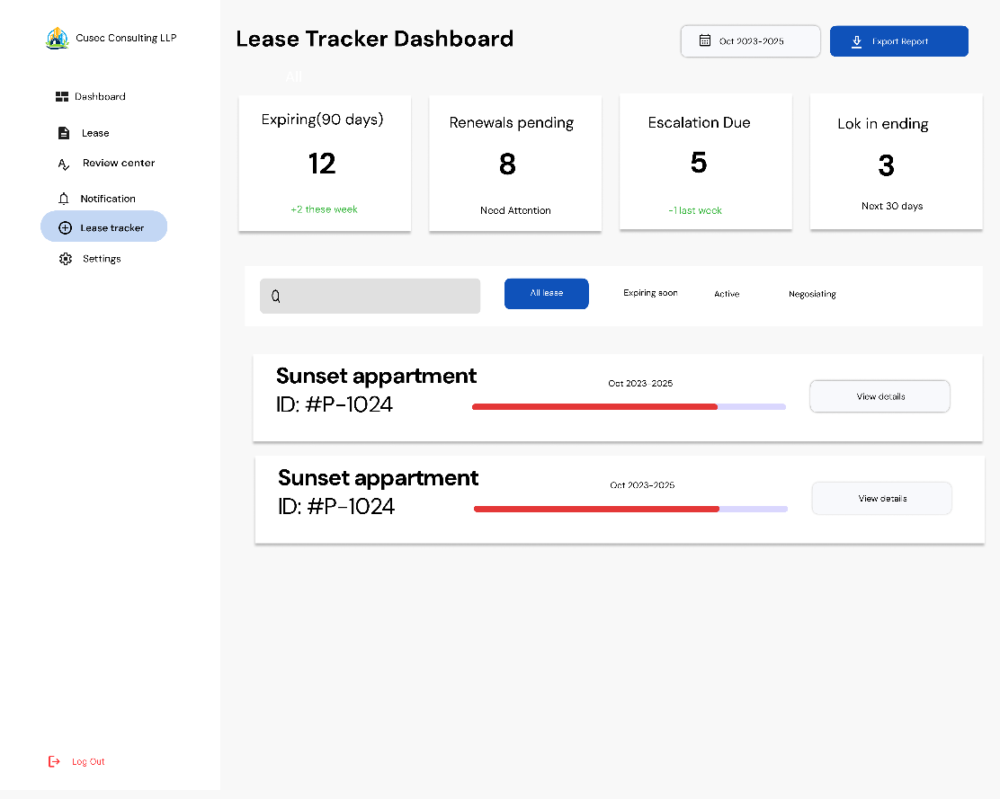 Cusec Consulting LLP
Dashboard
Lease
Review center
Notification
Lease tracker
Settings
Log Out
Lease Tracker Dashboard
Oct 2023-2025
Export Report
All
Expiring(90 days)
12
+2 these week
Renewals pending
8
Need Attention
Escalation Due
5
-1 last week
Lok in ending
3
Next 30 days
All lease
Expiring soon
Active
Negosiating
Sunset appartment
ID: #P-1024
Oct 2023-2025
View details
Sunset appartment
ID: #P-1024
Oct 2023-2025
View details